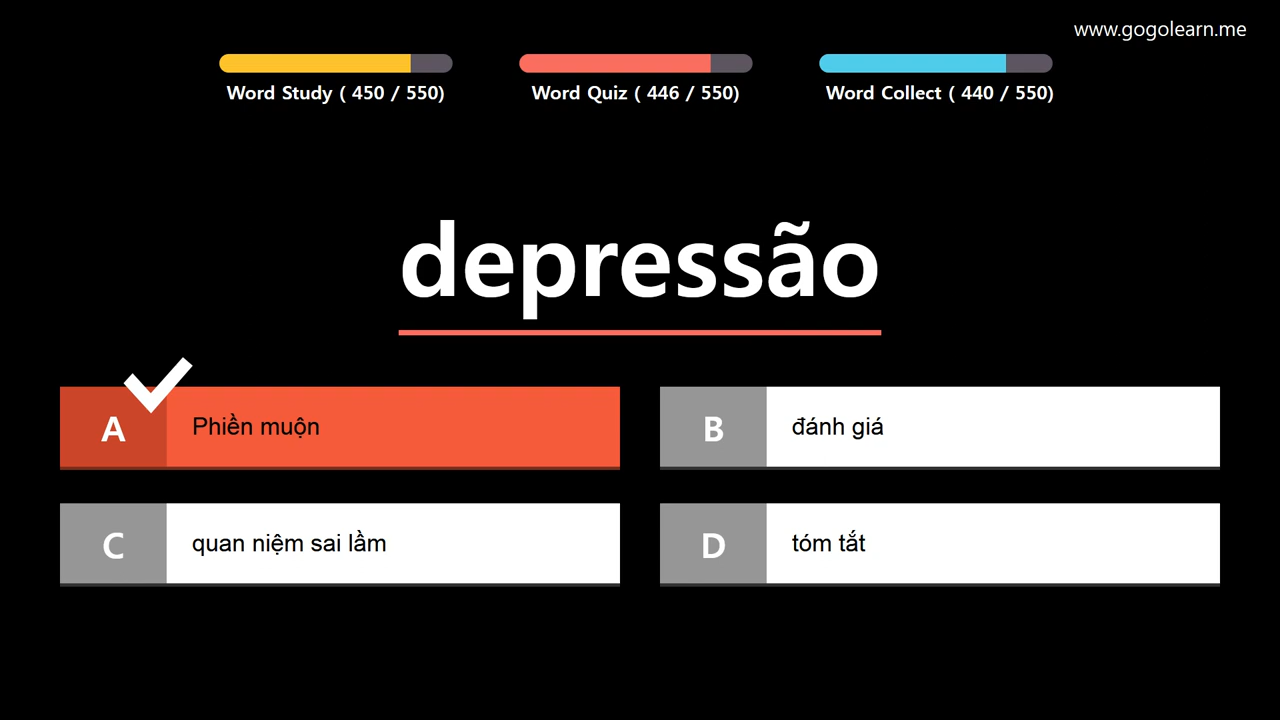 www.gogolearn.me
Word Study ( 450 / 550)
Word Quiz ( 446 / 550)
Word Collect ( 440 / 550)
depressão
A Phiền muộn
B đánh giá
C quan niệm sai lầm
D tóm tắt